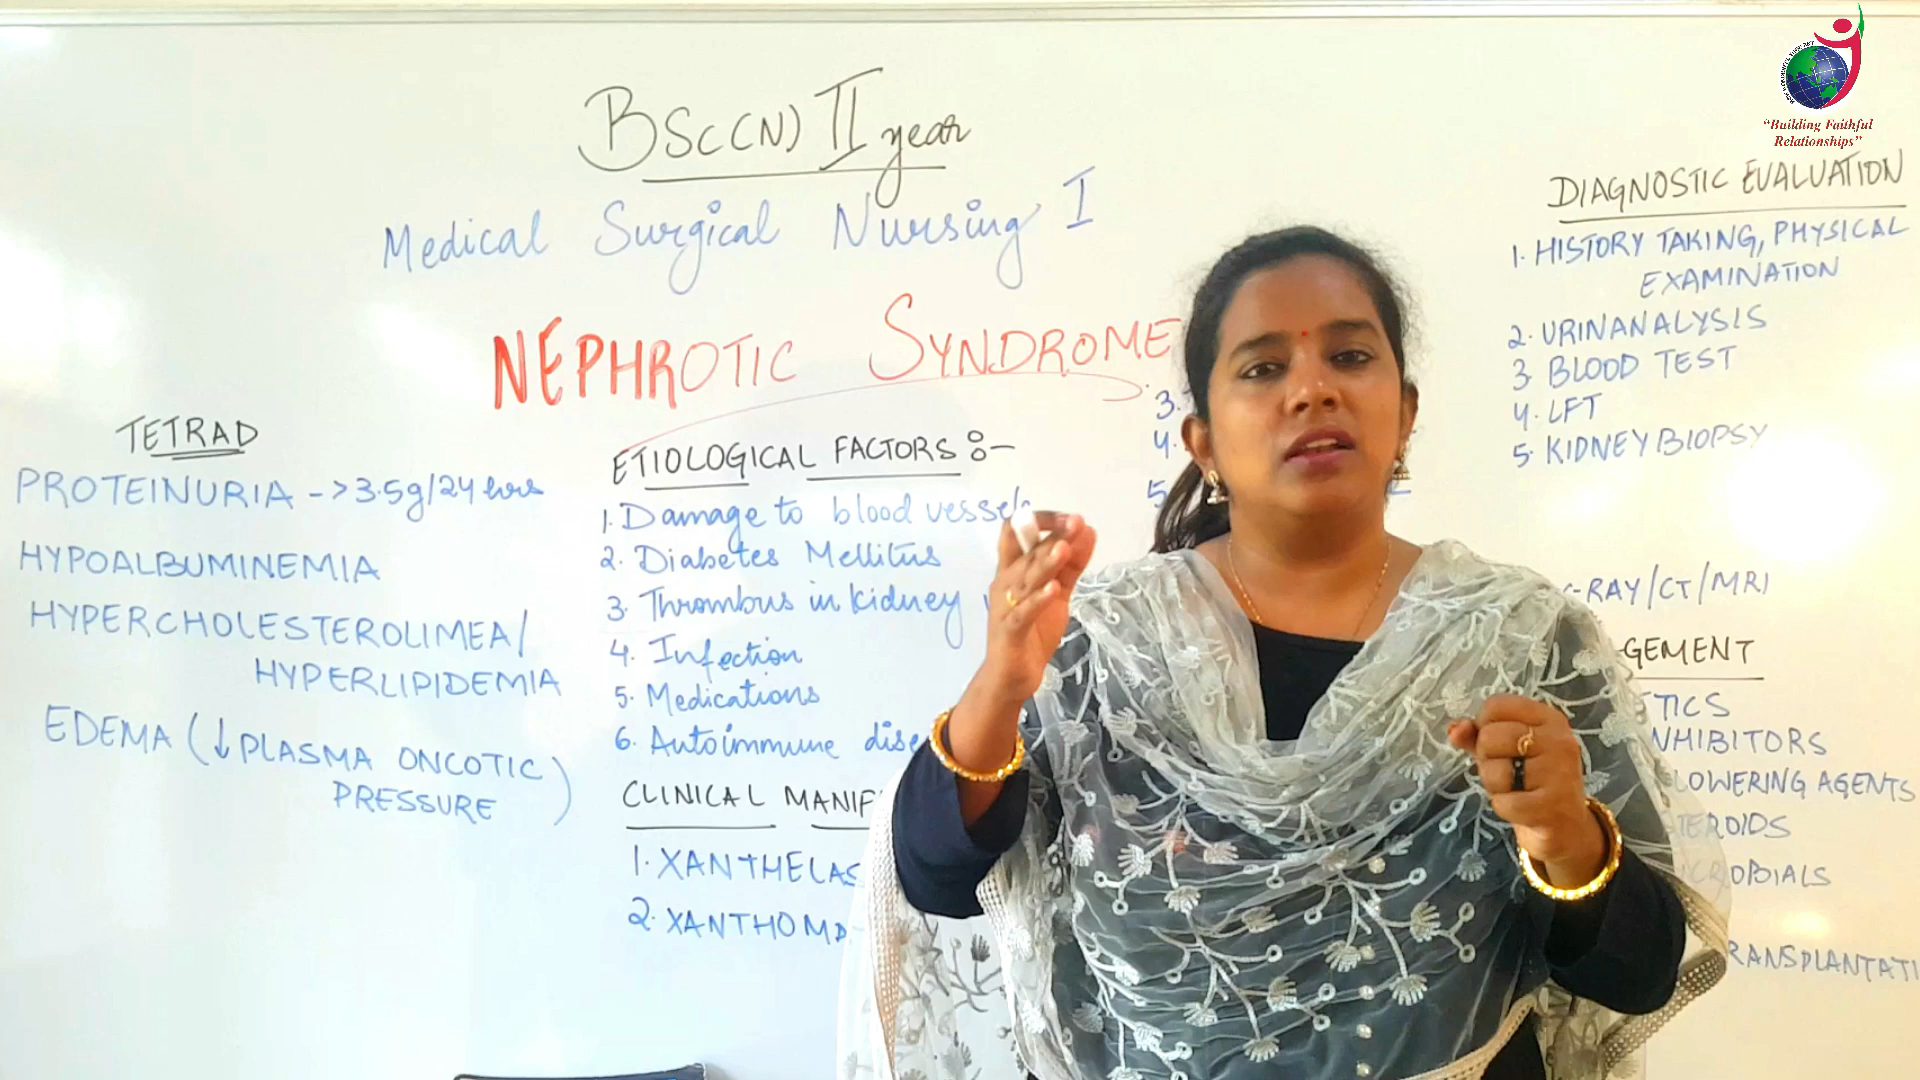 BSc(N) II year
Medical Surgical Nursing I
NEPHROTIC SYNDROME
TETRAD
PROTEINURIA -> 3.5g/24 hrs
HYPOALBUMINEMIA
HYPERCHOLESTEROLIMEA/
HYPERLIPIDEMIA
EDEMA (↓PLASMA ONCOTIC
PRESSURE)
ETIOLOGICAL FACTORS :-
1. Damage to blood vessels
2. Diabetes Mellitus
3. Thrombus in kidney
4. Infection
5. Medications
6. Autoimmune
CLINICAL
1. XANTHELAS
2. XANTHOMA
3.
4.
5
"Building Faithful
Relationships"
DIAGNOSTIC EVALUATION
1. HISTORY TAKING, PHYSICAL
EXAMINATION
2. URINANALYSIS
3 BLOOD TEST
4. LFT
5. KIDNEY BIOPSY
-RAY/CT/MRI
GEMENT
TICS
NHIBITORS
LOWERING AGENTS
TEROIDS
ICROBIALS
RANSPLANTATI